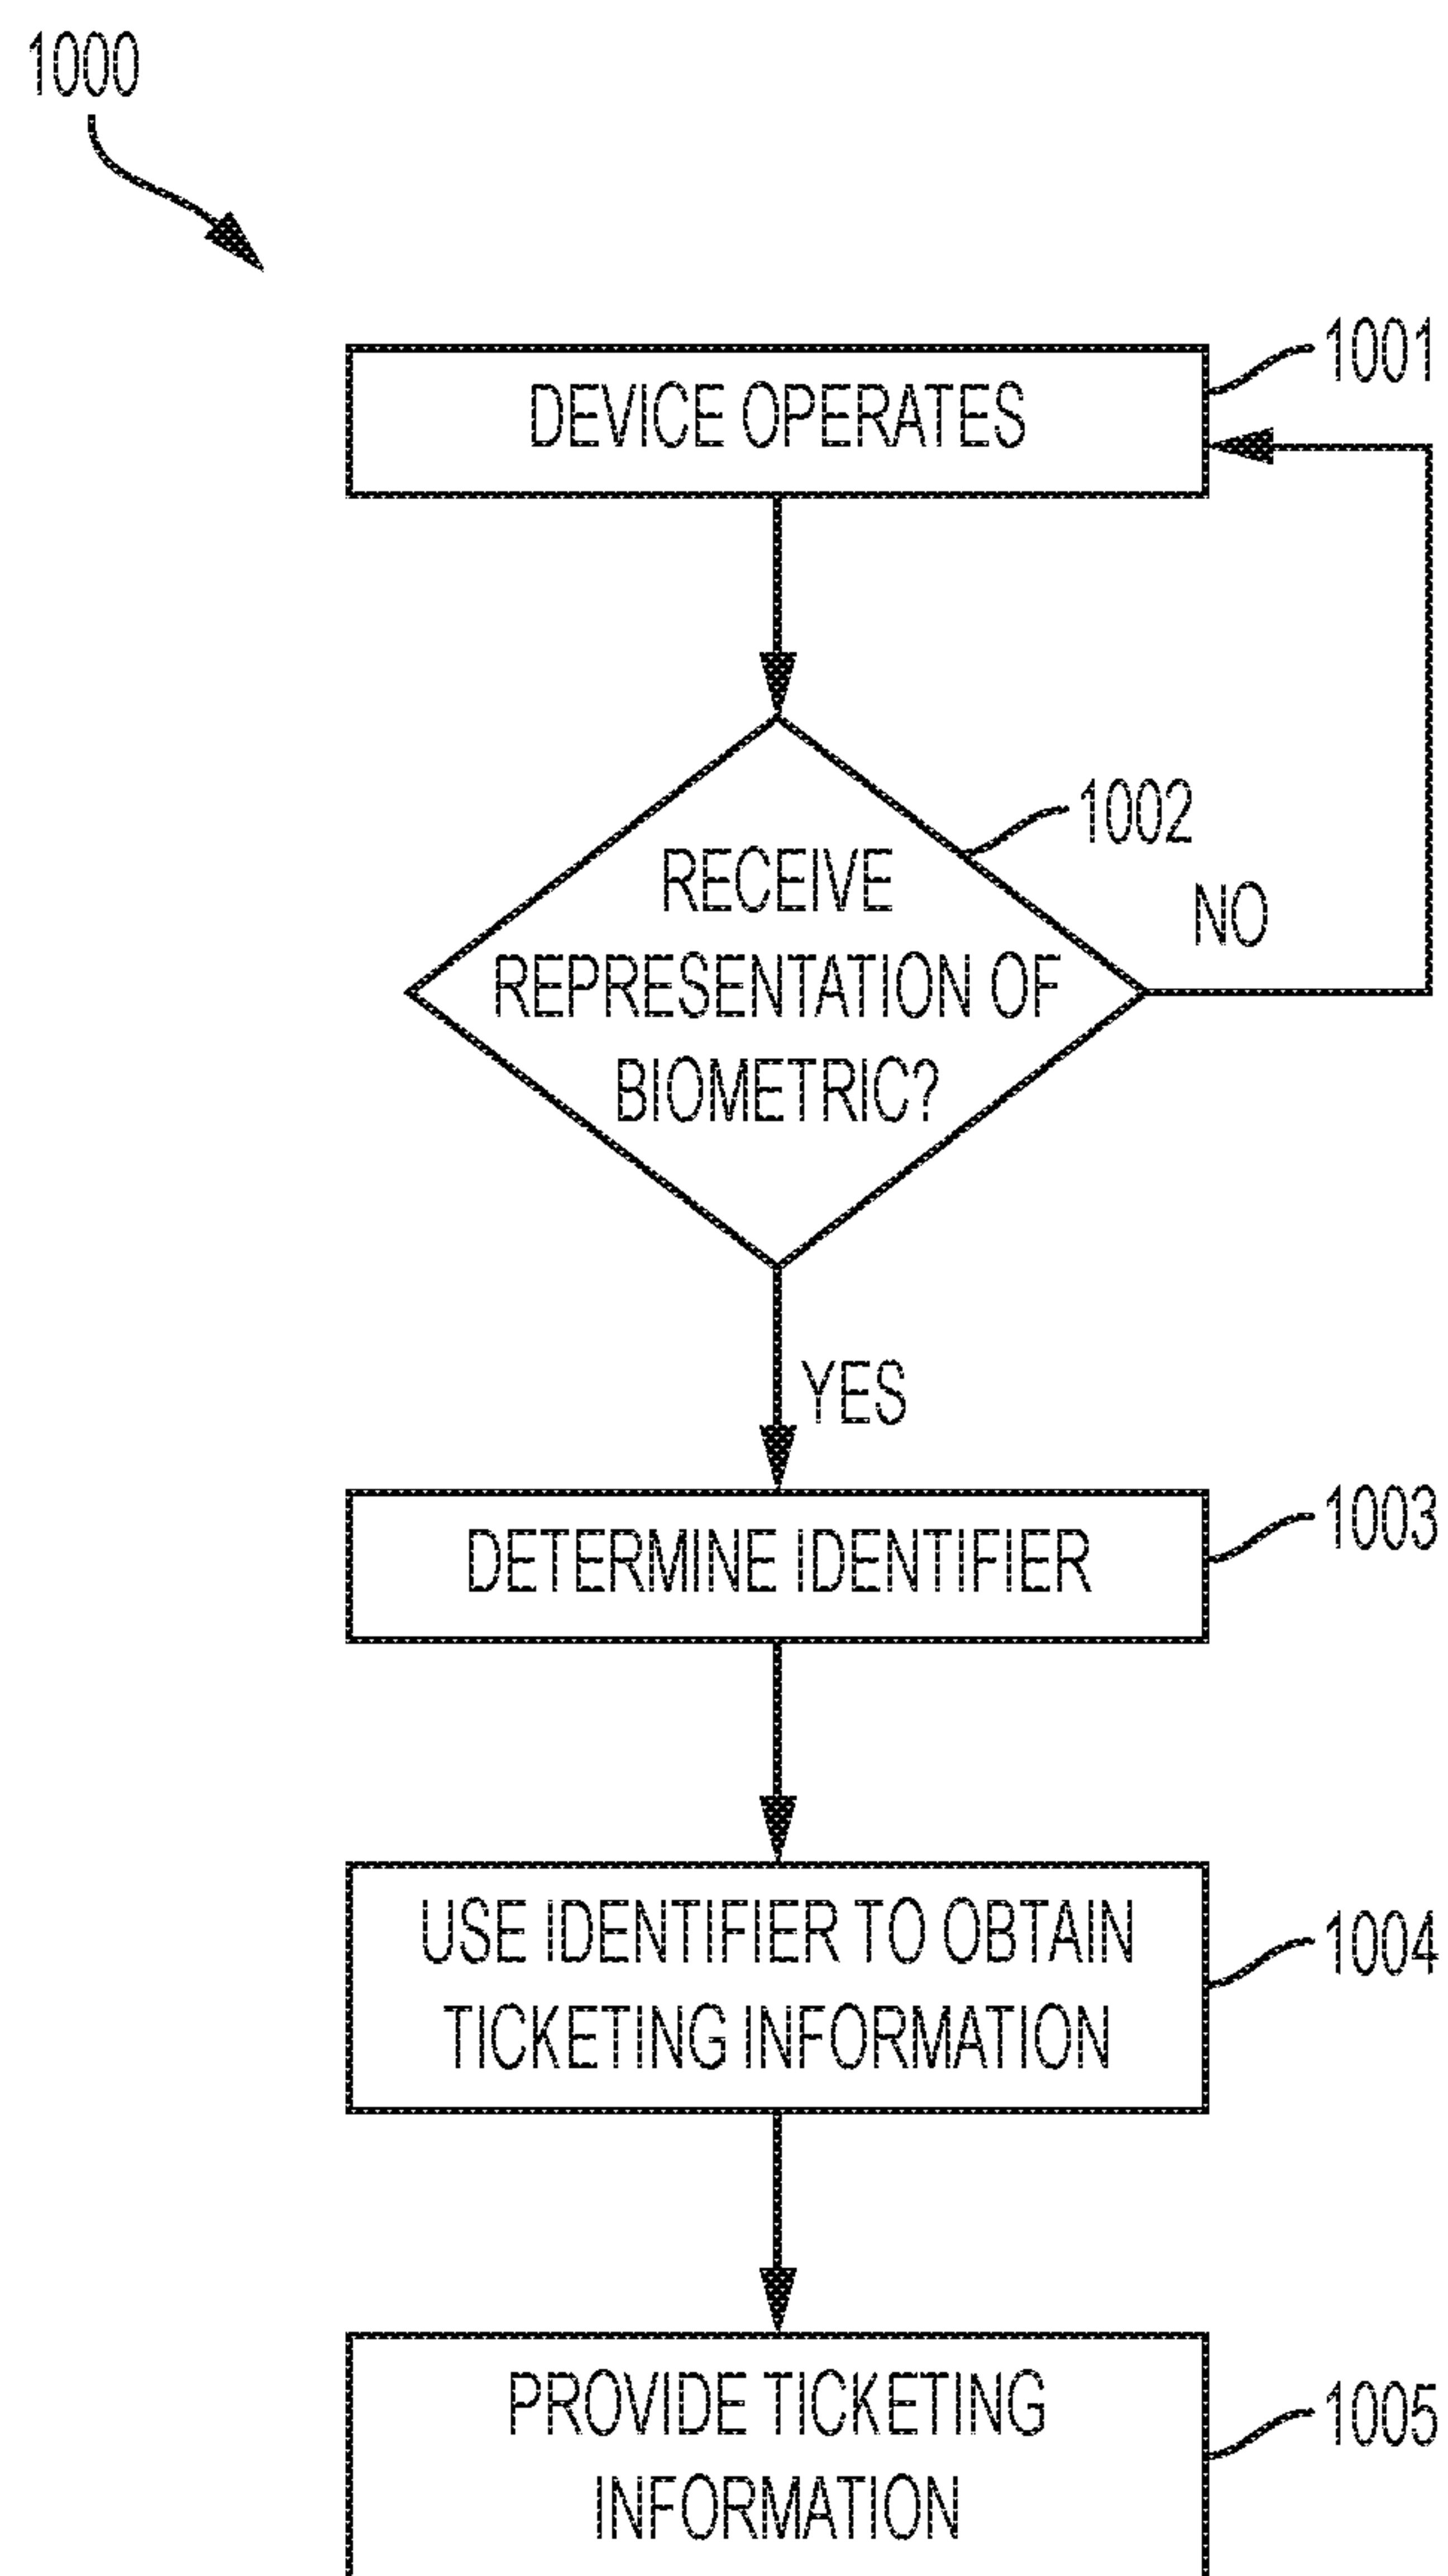 1000
1001
DEVICE OPERATES
1002
RECEIVE
REPRESENTATION OF
BIOMETRIC?
NO
YES
1003
DETERMINE IDENTIFIER
USE IDENTIFIER TO OBTAIN
TICKETING INFORMATION
1004
PROVIDE TICKETING
INFORMATION
1005